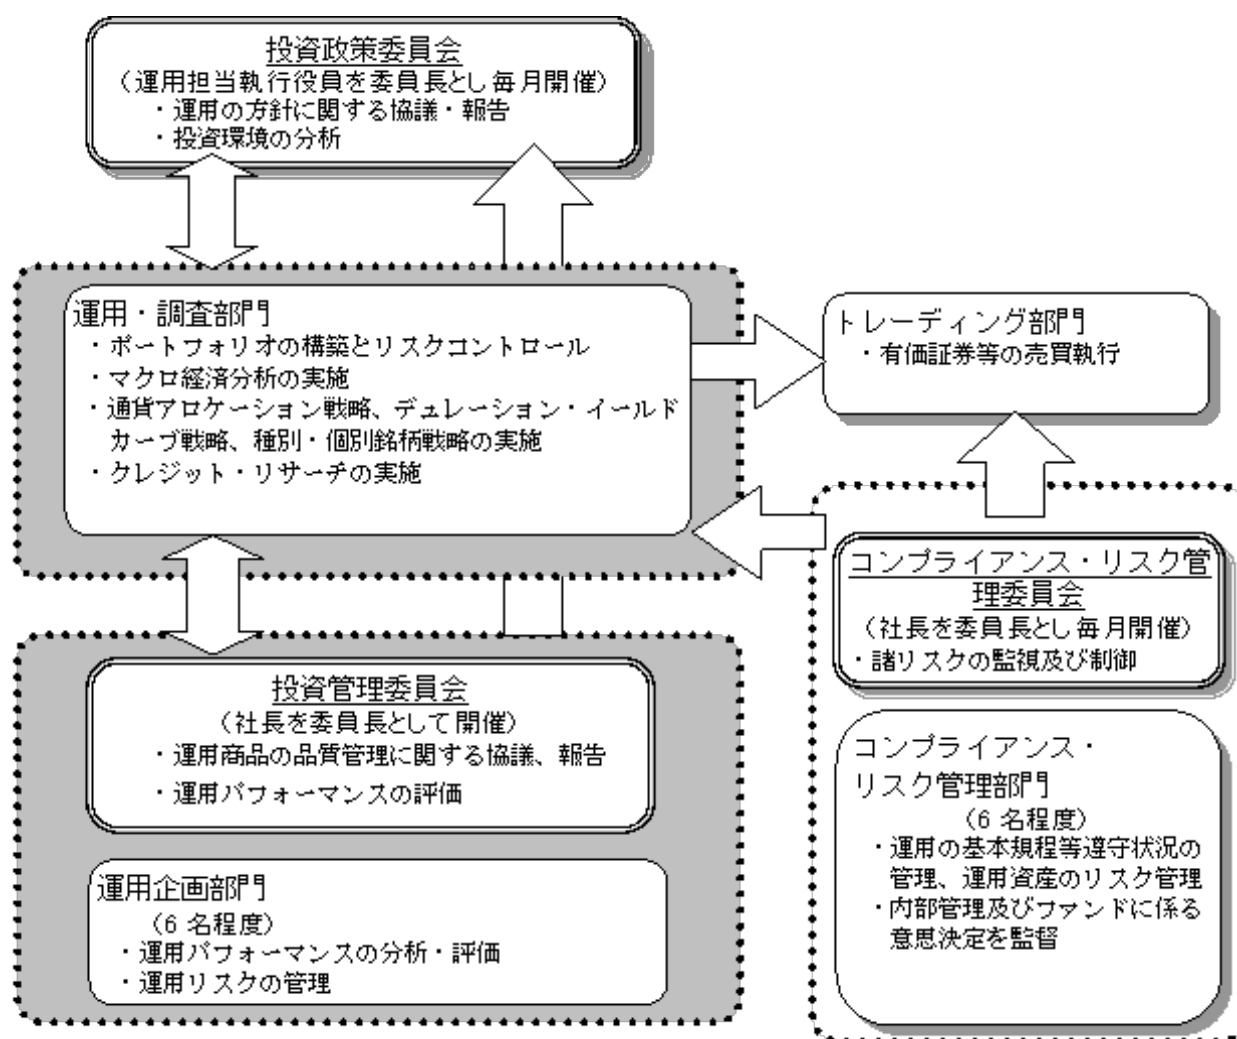 投資政策委員会
（運用担当執行役員を委員長とし毎月開催）
・運用の方針に関する協議・報告
・投資環境の分析
運用・調査部門
・ポートフォリオの構築とリスクコントロール
・マクロ経済分析の実施
・通貨アロケーション戦略、デュレーション・イールド
カーブ戦略、種別・個別銘柄戦略の実施
・クレジット・リサーチの実施
トレーディング部門
・有価証券等の売買執行
コンプライアンス・リスク管
理委員会
（社長を委員長とし毎月開催）
・諸リスクの監視及び制御
投資管理委員会
（社長を委員長として開催）
・運用商品の品質管理に関する協議、報告
・運用パフォーマンスの評価
コンプライアンス・
リスク管理部門
（6 名程度）
・運用の基本規程等遵守状況の
管理、運用資産のリスク管理
・内部管理及びファンドに係る
意思決定を監督
運用企画部門
（6 名程度）
・運用パフォーマンスの分析・評価
・運用リスクの管理